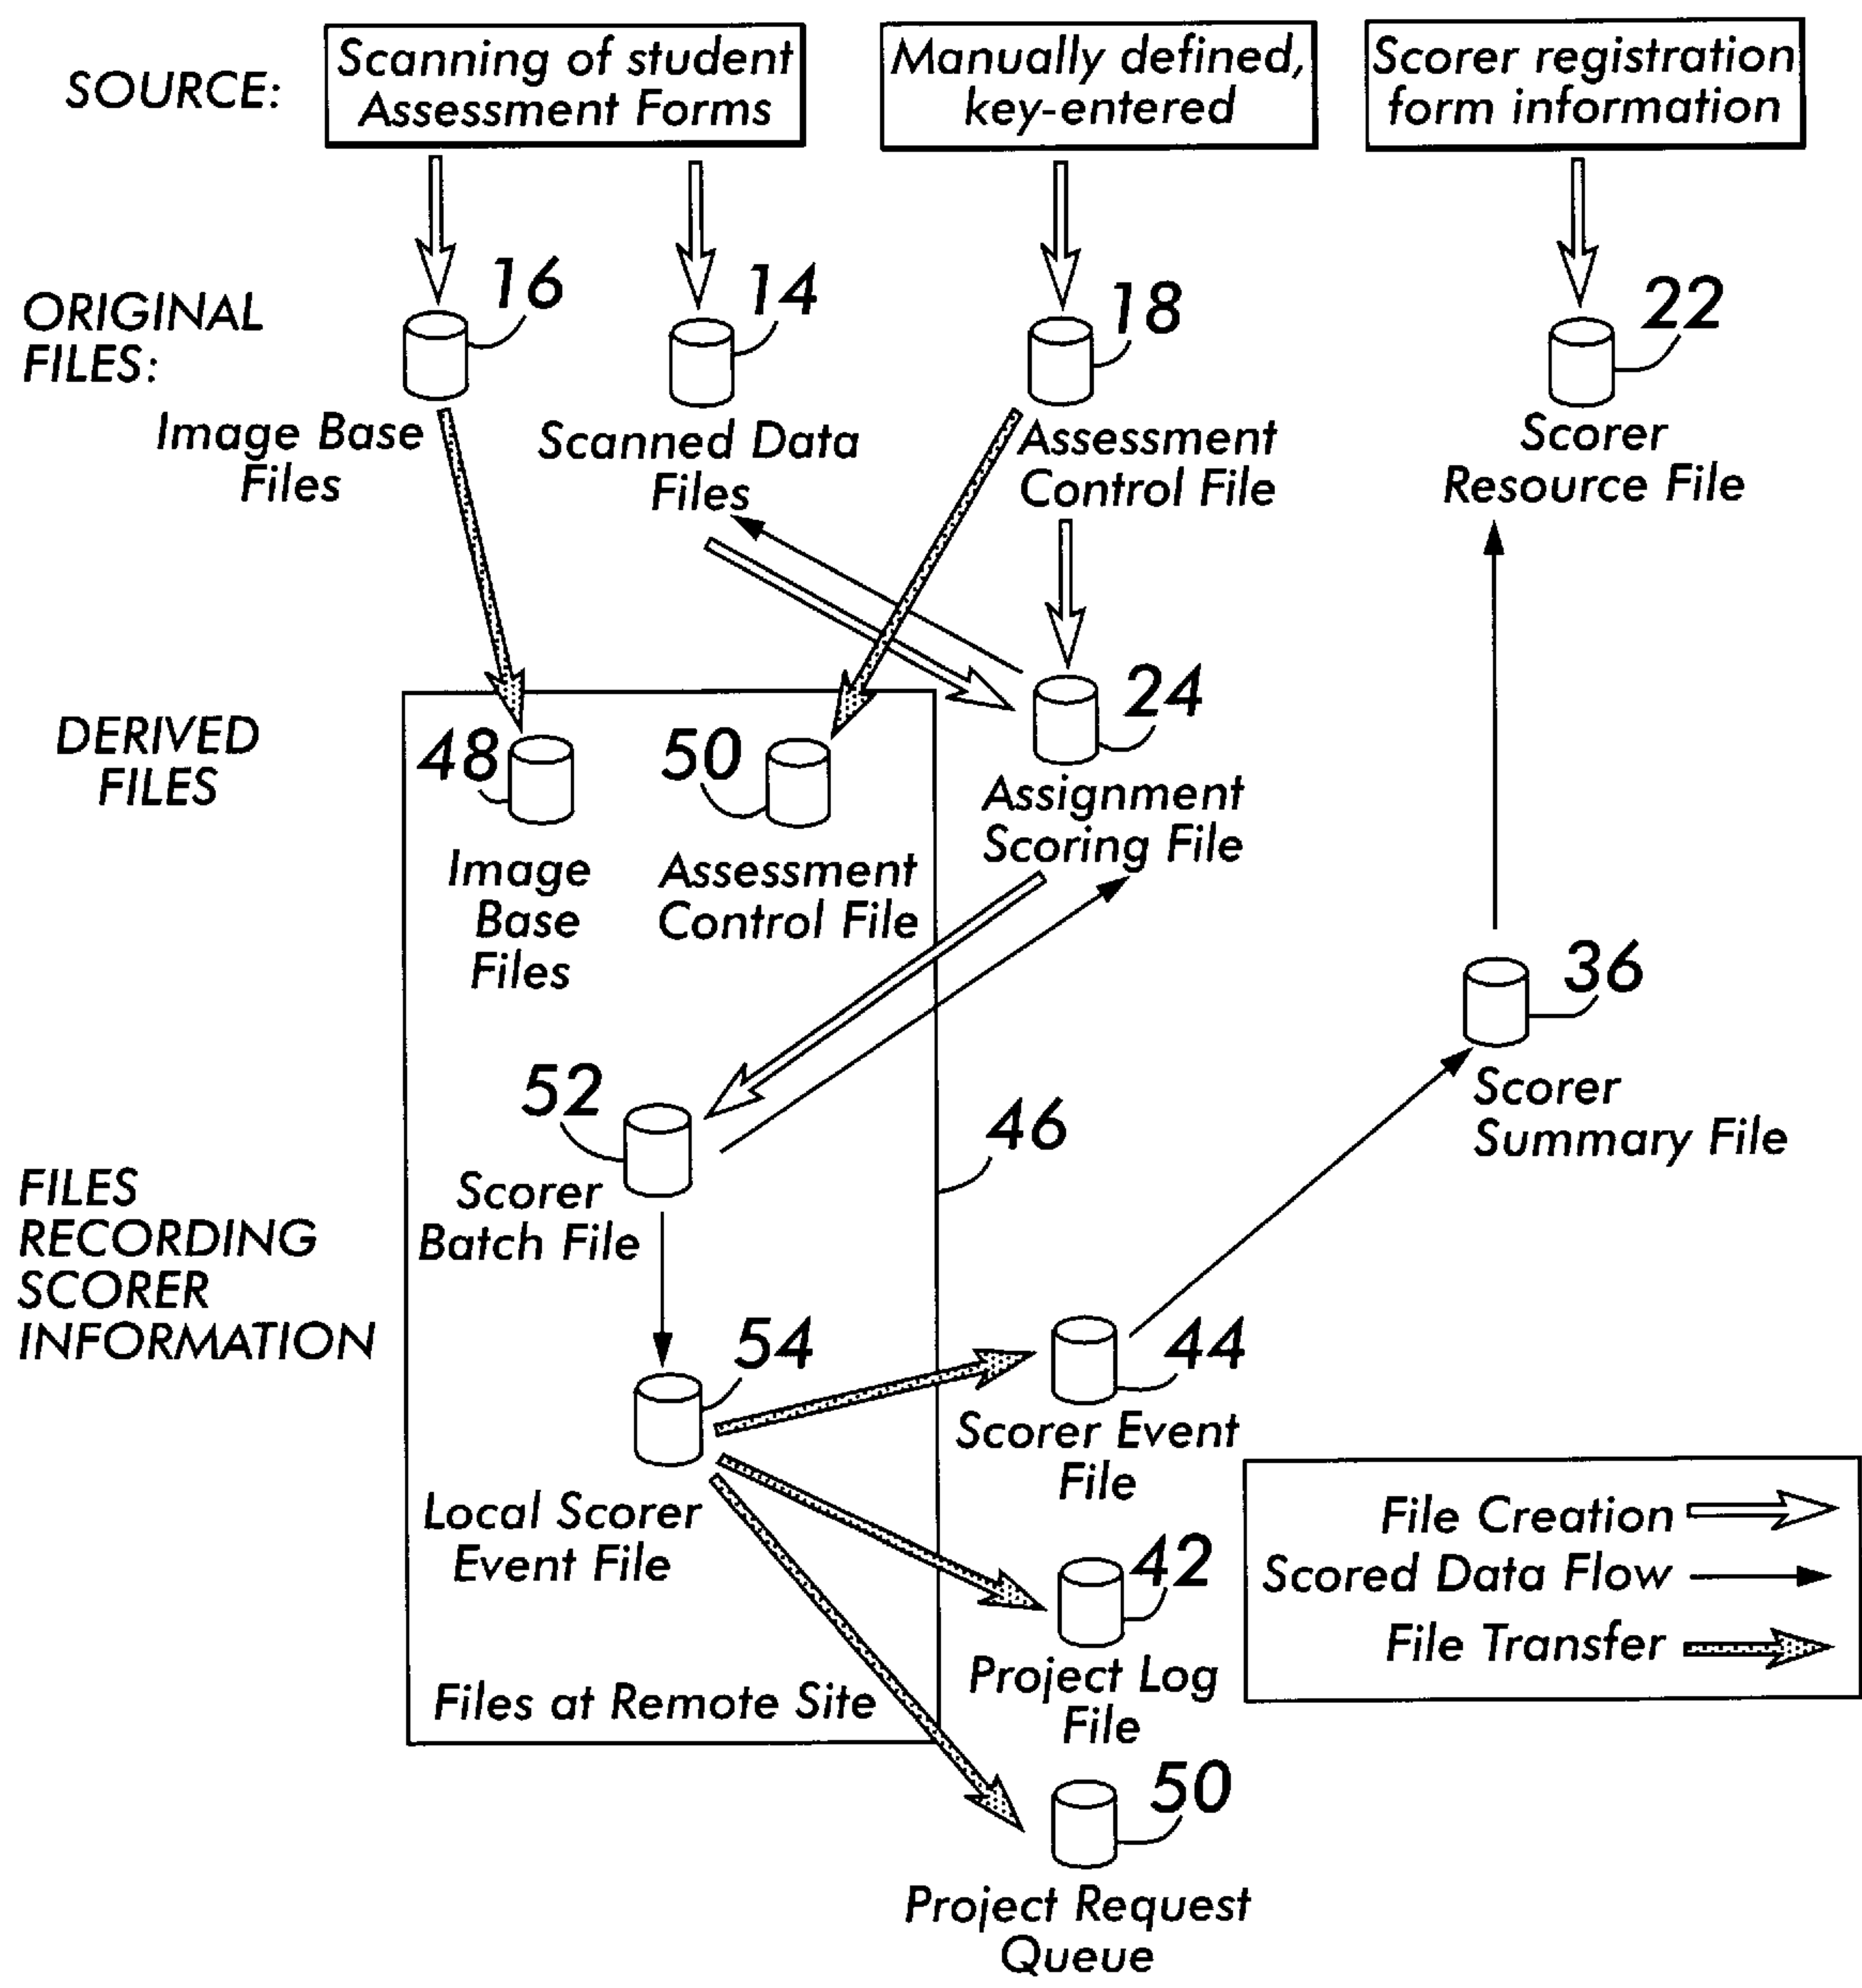 SOURCE:
Scanning of student
Assessment Forms
Manually defined,
key-entered
Scorer registration
form information
ORIGINAL
FILES:
16
14
18
22
Image Base
Files
Scanned Data
Files
Assessment
Control File
Scorer
Resource File
DERIVED
FILES
48
50
24
Image
Base
Files
Assessment
Control File
Assignment
Scoring File
36
Scorer
Summary File
52
46
Scorer
Batch File
FILES
RECORDING
SCORER
INFORMATION
54
44
Local Scorer
Event File
Scorer Event
File
42
Project Log
File
Files at Remote Site
50
Project Request
Queue
File Creation
Scored Data Flow
File Transfer